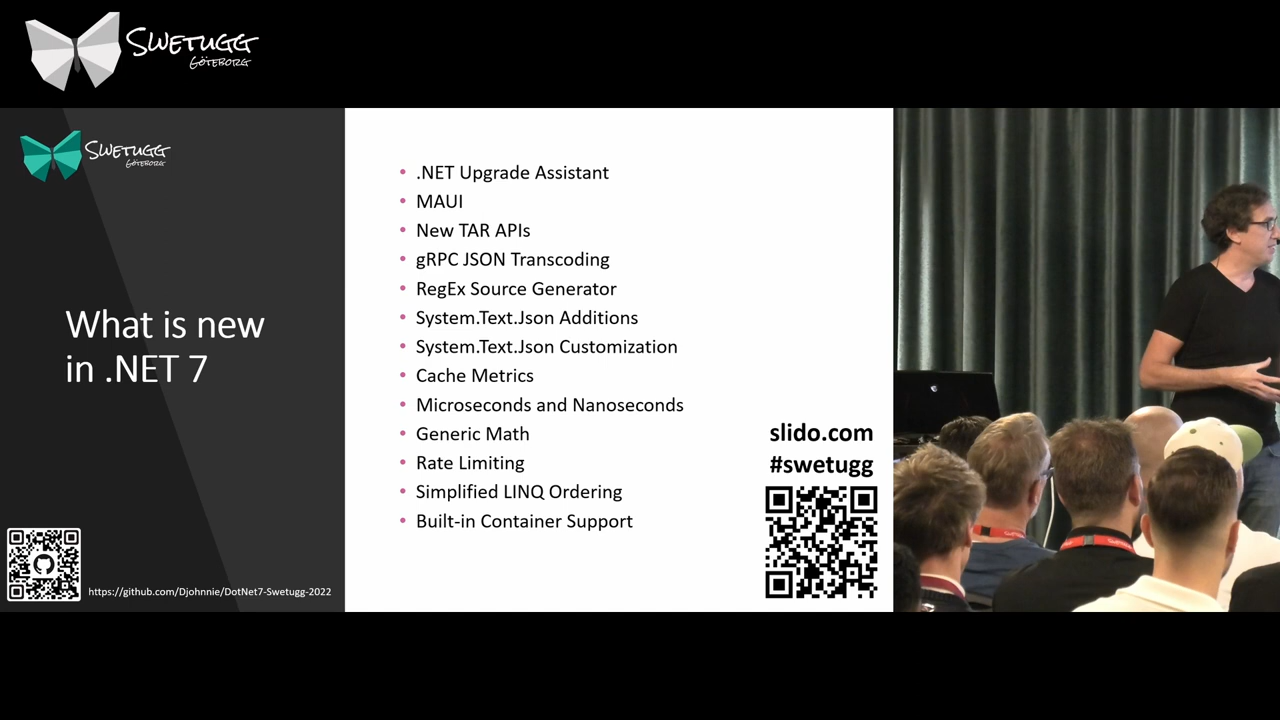 Swetugg
Göteborg
Swetugg
Göteborg
What is new
in .NET 7
https://github.com/Djohnnie/DotNet7-Swetugg-2022
• .NET Upgrade Assistant
• MAUI
• New TAR APIs
• gRPC JSON Transcoding
• RegEx Source Generator
• System.Text.Json Additions
• System.Text.Json Customization
• Cache Metrics
• Microseconds and Nanoseconds
• Generic Math
• Rate Limiting
• Simplified LINQ Ordering
• Built-in Container Support
slido.com
#swetugg